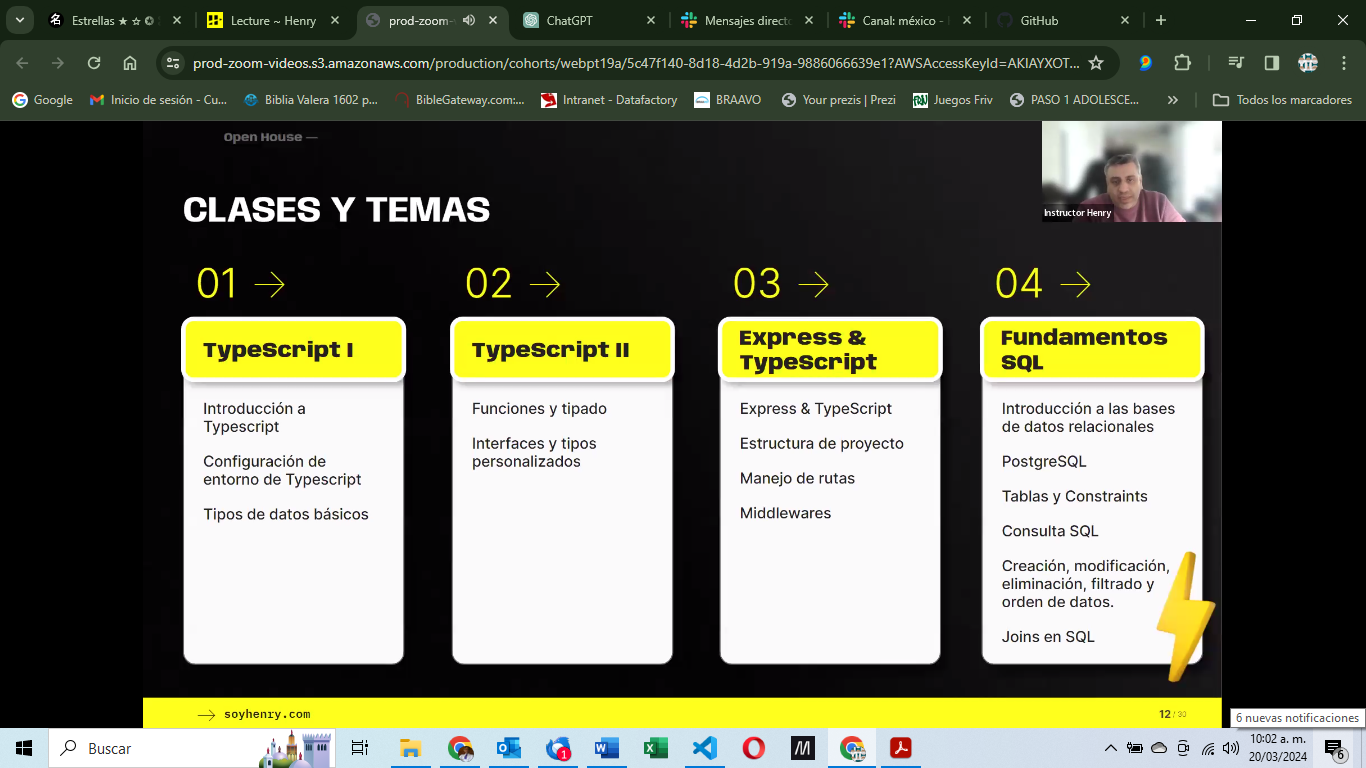 Estrellas ★ ☆ ✪
Lecture ~ Henry
prod-zoom-
ChatGPT
Mensajes direct
Canal: méxico -
GitHub
prod-zoom-videos.s3.amazonaws.com/production/cohorts/webpt19a/5c47f140-8d18-4d2b-919a-9886066639e1?AWSAccessKeyId=AKIAYXOT...
Google
Inicio de sesión - Cu...
Biblia Valera 1602 p...
BibleGateway.com:...
Intranet - Datafactory
BRAAVO
Your prezis | Prezi
Juegos Friv
PASO 1 ADOLESCE...
»
Todos los marcadores
Open House —
Instructor Henry
CLASES Y TEMAS
01 →
TypeScript I
Introducción a
Typescript
Configuración de
entorno de Typescript
Tipos de datos básicos
02 →
TypeScript II
Funciones y tipado
Interfaces y tipos
personalizados
03 →
Express &
TypeScript
Express & TypeScript
Estructura de proyecto
Manejo de rutas
Middlewares
04 →
Fundamentos
SQL
Introducción a las bases
de datos relacionales
PostgreSQL
Tablas y Constraints
Consulta SQL
Creación, modificación,
eliminación, filtrado y
orden de datos.
Joins en SQL
→ soyhenry.com
12 / 30
6 nuevas notificaciones
Buscar
1
10:02 a. m.
20/03/2024
6